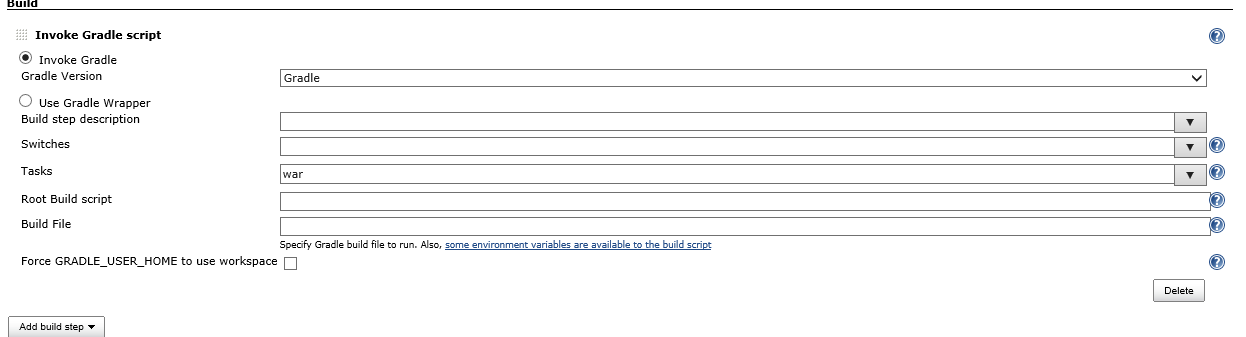 Build
Invoke Gradle script
Invoke Gradle
Gradle Version
Gradle
Use Gradle Wrapper
Build step description
Switches
Tasks
war
Root Build script
Build File
Specify Gradle build file to run. Also, some environment variables are available to the build script
Force GRADLE_USER_HOME to use workspace
Delete
Add build step